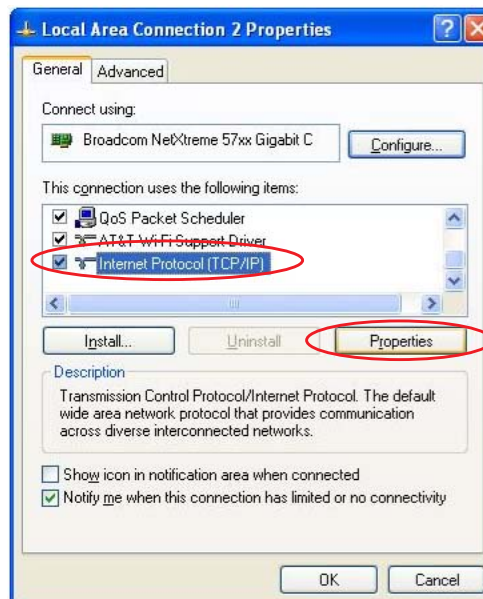 Local Area Connection 2 Properties
General Advanced
Connect using:
Broadcom NetXtreme 57xx Gigabit C
Configure...
This connection uses the following items:
QoS Packet Scheduler
AT&T Wi-Fi Support Driver
Internet Protocol (TCP/IP)
Install... Uninstall Properties
Description
Transmission Control Protocol/Internet Protocol. The default
wide area network protocol that provides communication
across diverse interconnected networks.
Show icon in notification area when connected
Notify me when this connection has limited or no connectivity
OK Cancel